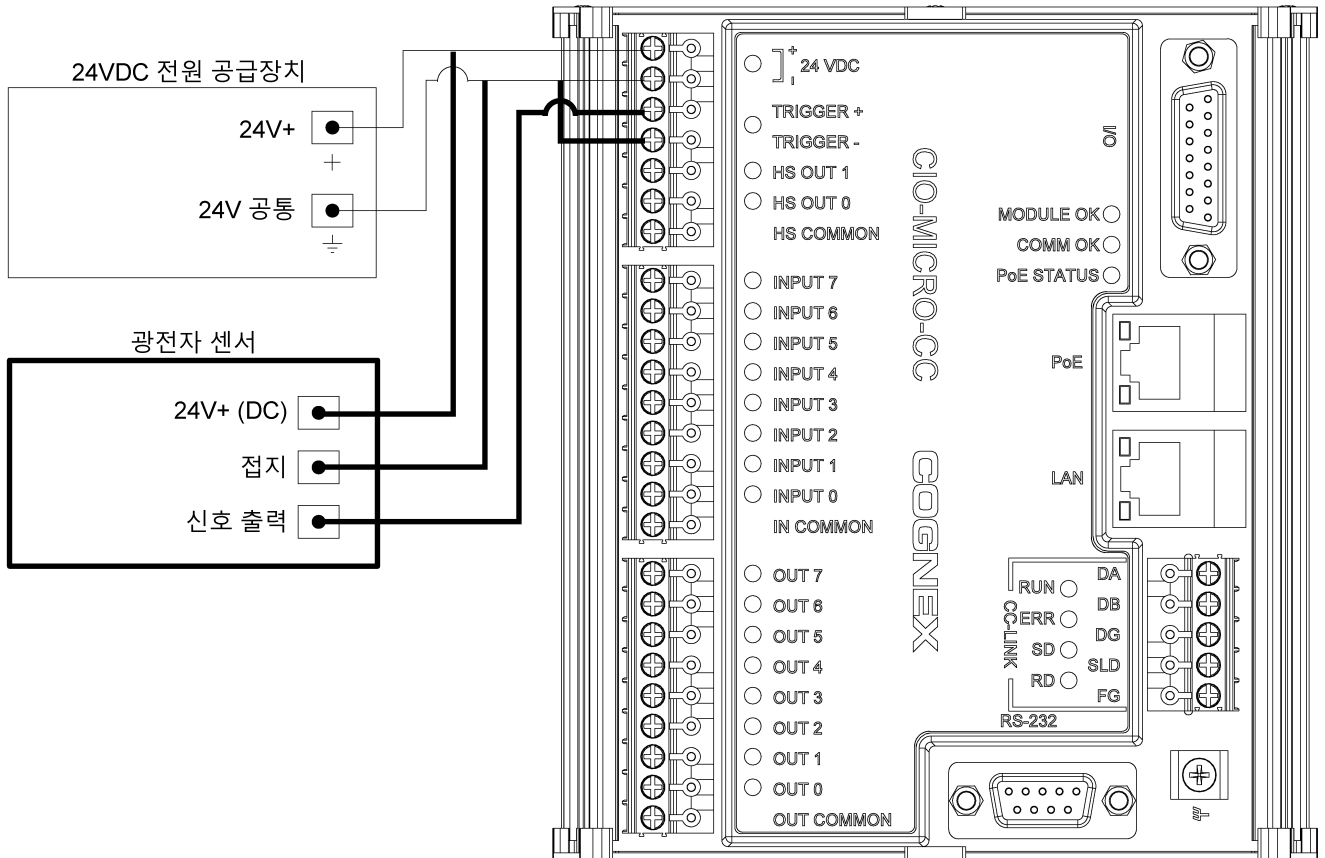 24VDC 전원 공급장치
24V+
+
24V 공통
광전자 센서
24V+ (DC)
접지
신호 출력
+
24 VDC
-
TRIGGER +
TRIGGER -
HS OUT 1
HS OUT 0
HS COMMON
INPUT 7
INPUT 6
INPUT 5
INPUT 4
INPUT 3
INPUT 2
INPUT 1
INPUT 0
IN COMMON
OUT 7
OUT 6
OUT 5
OUT 4
OUT 3
OUT 2
OUT 1
OUT 0
OUT COMMON
CIO-MICRO-CC
COGNEX
I/O
MODULE OK
COMM OK
PoE STATUS
PoE
LAN
CC-LINK
RUN
ERR
SD
RD
DA
DB
DG
SLD
FG
RS-232